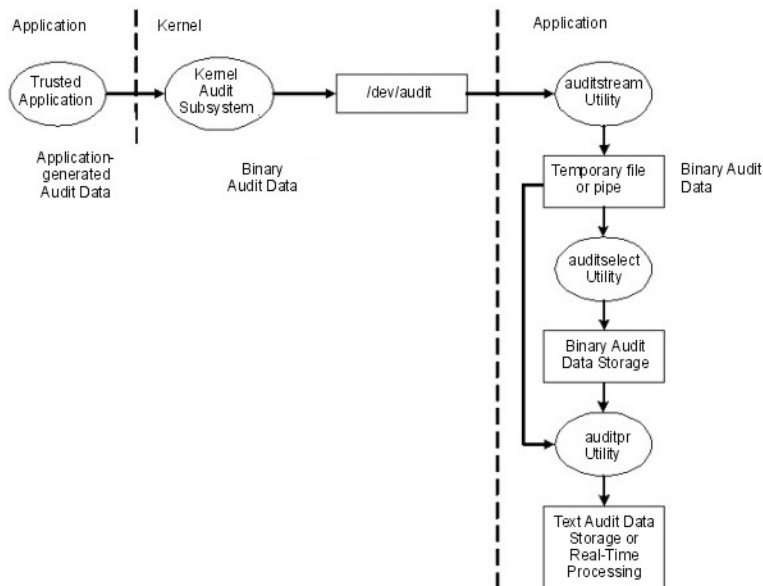 Application
Kernel
Application
Trusted
Application
Kernel
Audit
Subsystem
/dev/audit
auditstream
Utility
Application-
generated
Audit Data
Binary
Audit Data
Temporary file
or pipe
Binary Audit
Data
auditselect
Utility
Binary Audit
Data Storage
auditpr
Utility
Text Audit Data
Storage or
Real-Time
Processing